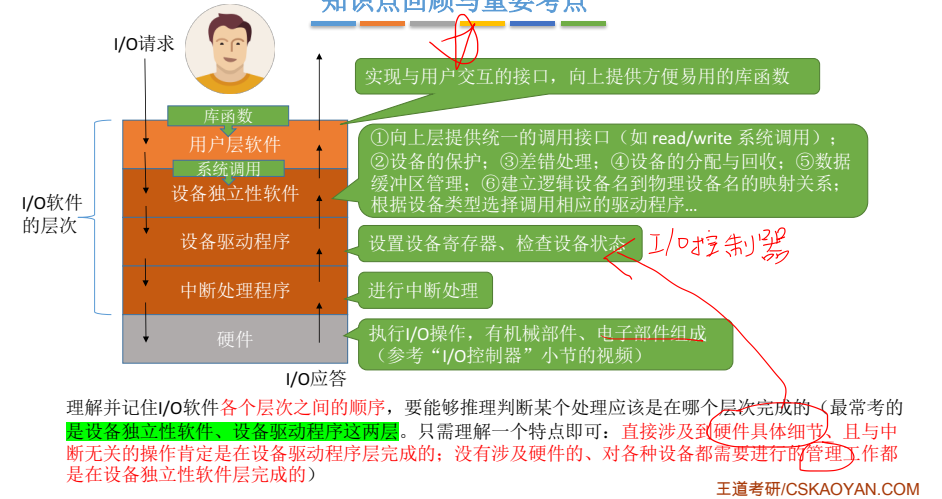 知识点回顾与重要考点
I/O请求
实现与用户交互的接口，向上提供方便易用的库函数
库函数
用户层软件
系统调用
设备独立性软件
①向上层提供统一的调用接口（如 read/write 系统调用）；
②设备的保护；③差错处理；④设备的分配与回收；⑤数据
缓冲区管理；⑥建立逻辑设备名到物理设备名的映射关系；
根据设备类型选择调用相应的驱动程序…
I/O软件
的层次
设备驱动程序
设置设备寄存器、检查设备状态
I/O控制器
中断处理程序
进行中断处理
硬件
执行I/O操作，有机械部件、电子部件组成
（参考“I/O控制器”小节的视频）
I/O应答
理解并记住I/O软件各个层次之间的顺序，要能够推理判断某个处理应该是在哪个层次完成的（最常考的
是设备独立性软件、设备驱动程序这两层。只需理解一个特点即可：直接涉及到硬件具体细节、且与中
断无关的操作肯定是在设备驱动程序层完成的；没有涉及硬件的、对各种设备都需要进行的管理工作都
是在设备独立性软件层完成的）
王道考研/CSKAOYAN.COM